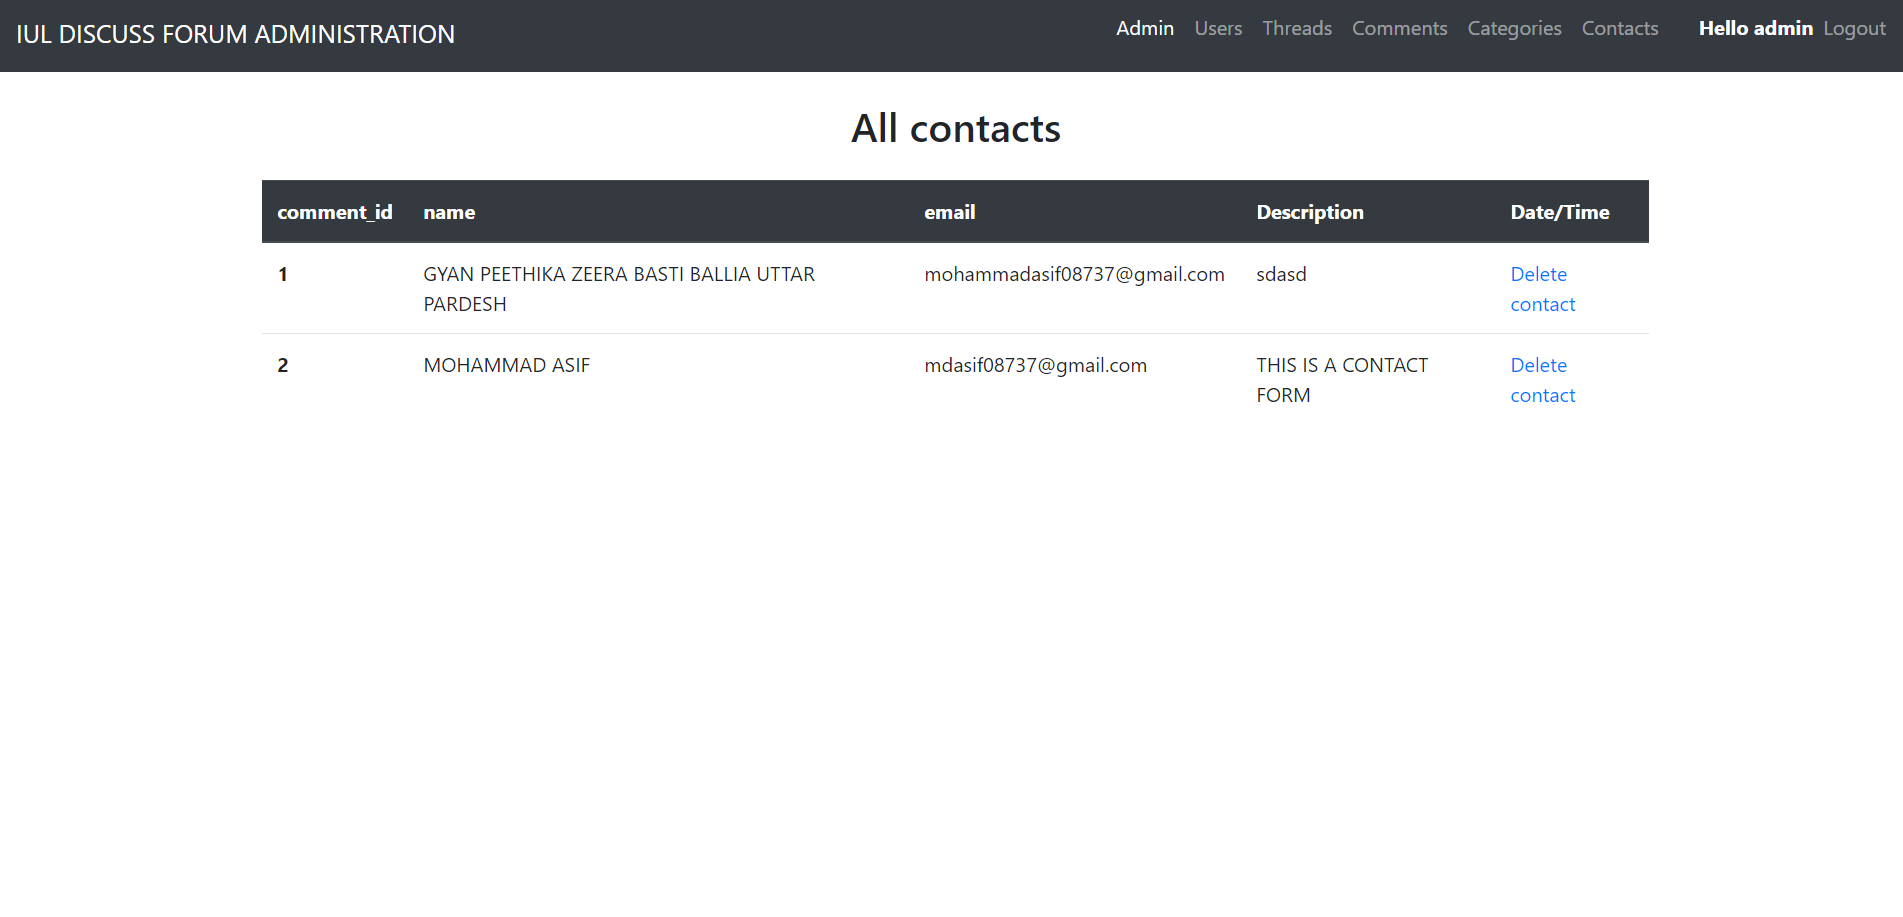 IUL DISCUSS FORUM ADMINISTRATION
Admin Users Threads Comments Categories Contacts Hello admin Logout
All contacts
comment_id name email Description Date/Time
1 GYAN PEETHIKA ZEERA BASTI BALLIA UTTAR mohammadasif08737@gmail.com sdasd Delete
PARDESH contact
2 MOHAMMAD ASIF mdasif08737@gmail.com THIS IS A CONTACT Delete
FORM contact